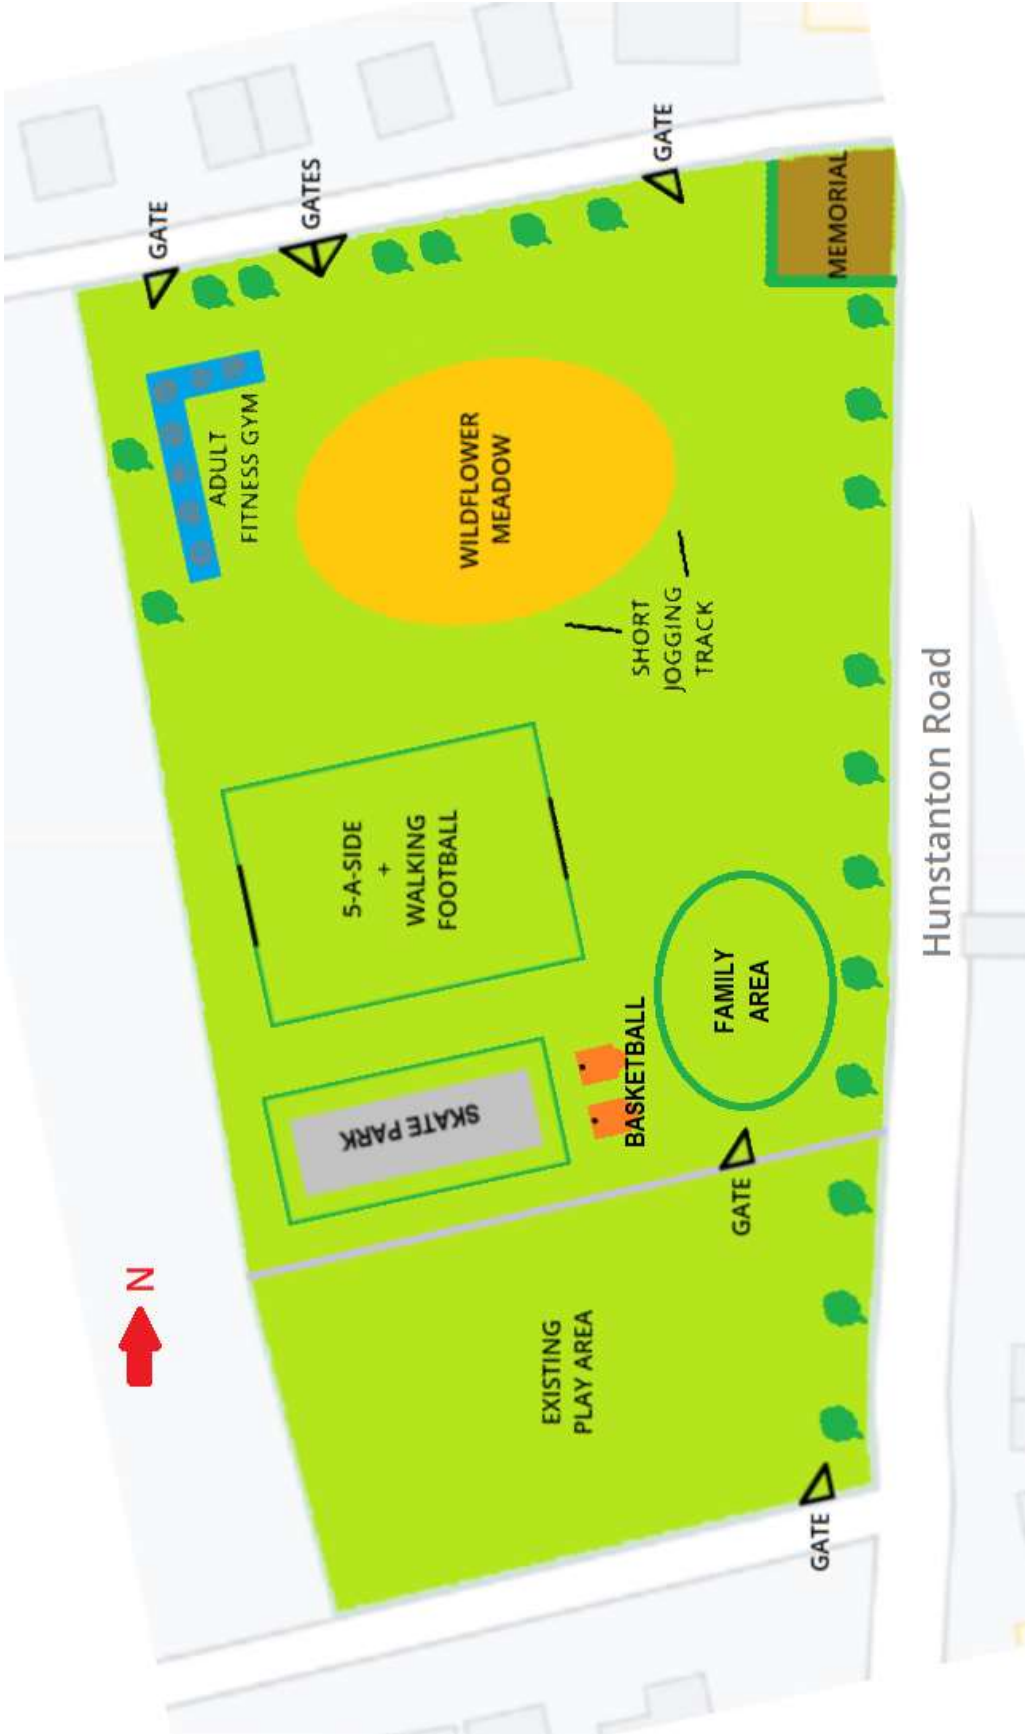 GATE
GATES
GATE
MEMORIAL
ADULT
FITNESS GYM
WILDFLOWER
MEADOW
SHORT
JOGGING
TRACK
5-A-SIDE
+
WALKING
FOOTBALL
Hunstanton Road
FAMILY
AREA
BASKETBALL
SKATE PARK
GATE
N
EXISTING
PLAY AREA
GATE